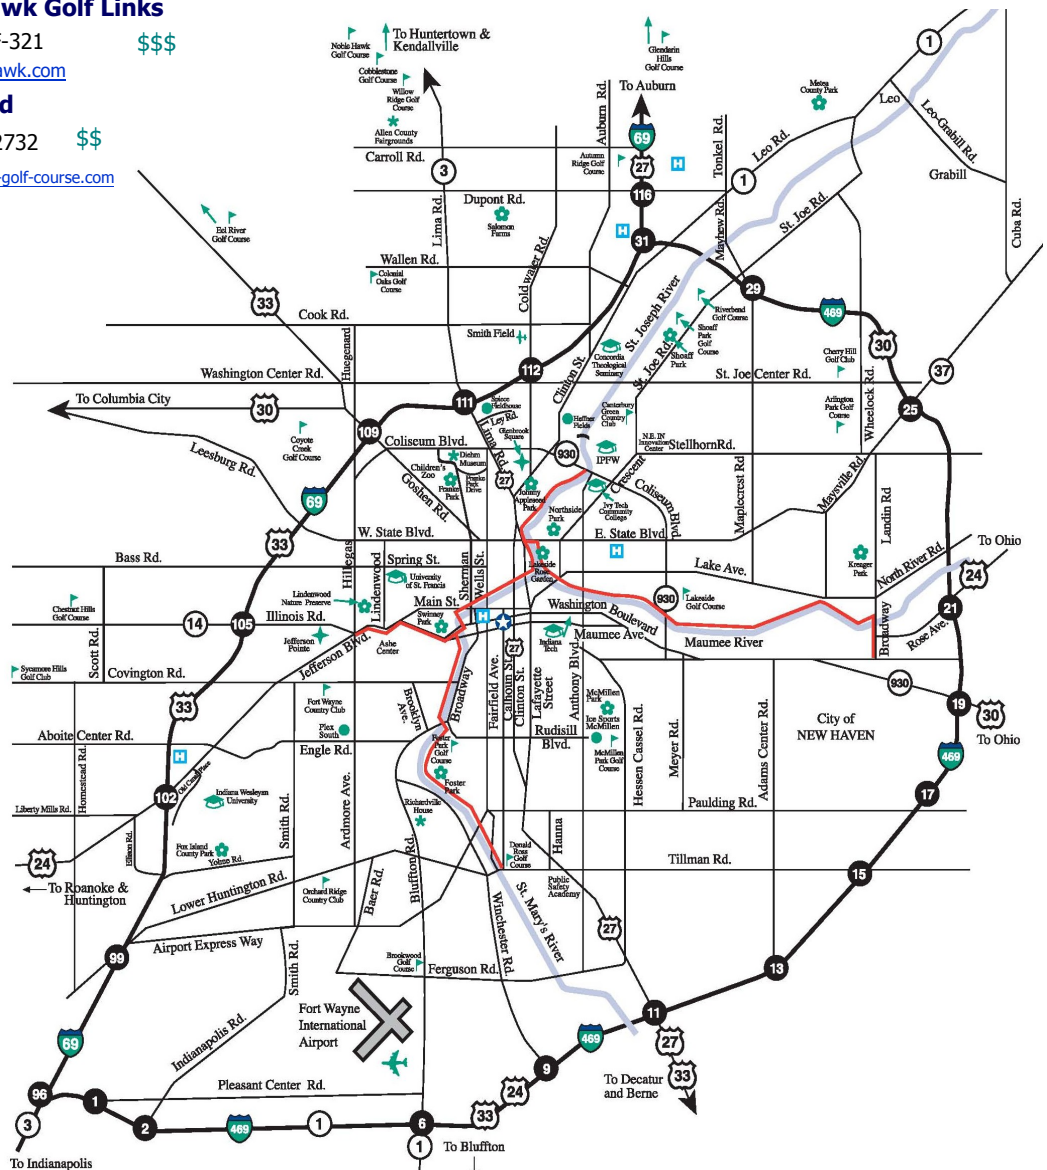 wk Golf Links
-321
$$$
awk.com
d
2732
$$
-golf-course.com
Noble Hawk
Golf Course
To Huntertown &
Kendallville
Cobblestone
Golf Course
Willow
Ridge Golf
Course
Allen County
Fairgrounds
Glendarin
Hills
Golf Course
To Auburn
Metea
County Park
1
Leo
Leo-Grabill Rd.
Grabill
Cuba Rd.
Carroll Rd.
3
Auburn Rd.
69
27
116
31
H
H
Autumn
Ridge Golf
Course
Tonkel Rd.
Leo Rd.
1
Mayhew Rd.
St. Joe Rd.
Dupont Rd.
Salomon
Farms
Lima Rd.
Coldwater Rd.
Wallen Rd.
Colonial
Oaks Golf
Course
Eel River
Golf Course
33
Cook Rd.
Huegenard
Smith Field
St. Joseph River
29
Riverbend
Golf Course
Shoaff
Park
Golf
Course
Shoaff
Park
469
30
Cherry Hill
Golf Club
37
Washington Center Rd.
112
Clinton St.
Concordia
Theological
Seminary
St. Joe Rd.
St. Joe Center Rd.
Arlington
Park Golf
Course
Wheelock Rd.
25
To Columbia City
30
111
Spiece
Fieldhouse
Ley Rd.
Glenbrook
Square
Lima Rd.
Hefner
Fields
Canterbury
Green
Country
Club
109
Coliseum Blvd.
Leesburg Rd.
Coyote
Creek
Golf Course
Children's
Zoo
Diehm
Museum
Franke
Park
Franke
Park
Drive
Goshen Rd.
930
27
IPFW
N.E. IN
Innovation
Center
StellhornRd.
Crescent
Coliseum Blvd.
Johnny
Appleseed
Park
Ivy Tech
Community
College
Northside
Park
Maplecrest Rd.
Maysville Rd.
Landin Rd.
69
33
W. State Blvd.
E. State Blvd.
H
Bass Rd.
Hillegas
Lindenwood
Spring St.
University
of St. Francis
Sherman
Wells St.
Lakeside
Rose
Garden
Lake Ave.
Kreager
Park
North River Rd.
To Ohio
24
Chestnut Hills
Golf Course
Lindenwood
Nature Preserve
Main St.
14
105
Illinois Rd.
Jefferson
Pointe
Swinney
Park
H
Washington
Boulevard
930
Lakeside
Golf Course
21
Rose Ave.
Scott Rd.
Jefferson Blvd.
Ashe
Center
27
Indiana
Tech
Maumee Ave.
Maumee River
Broadway
Sycamore Hills
Golf Club
Covington Rd.
Fairfield Ave.
Calhoun St.
Clinton St.
Lafayette
Street
Anthony Blvd.
930
19
30
To Ohio
33
Fort Wayne
Country Club
Brooklyn
Ave.
Broadway
McMillen
Park
Ice Sports
McMillen
McMillen
Park Golf
Course
Hessen Cassel Rd.
Meyer Rd.
Adams Center Rd.
City of
NEW HAVEN
Aboite Center Rd.
Plex
South
Engle Rd.
Foster
Park
Golf
Course
Rudisill
Blvd.
469
H
Homestead Rd.
Old Canal Place
102
Indiana Wesleyan
University
Foster
Park
17
Liberty Mills Rd.
Smith Rd.
Ardmore Ave.
Richardville
House
Paulding Rd.
Ellison Rd.
Fox Island
County Park
Yohne Rd.
Hanna
Donald
Ross
Golf
Course
24
Tillman Rd.
15
To Roanoke &
Huntington
Lower Huntington Rd.
Orchard Ridge
Country Club
Baer Rd.
Bluffton Rd.
Public
Safety
Academy
Winchester Rd.
St. Mary's River
27
99
Airport Express Way
Smith Rd.
Brookwood
Golf
Course
Ferguson Rd.
13
Fort Wayne
International
Airport
11
69
Indianapolis Rd.
469
27
33
Pleasant Center Rd.
9
24
33
To Decatur
and Berne
96
1
2
469
1
6
1
3
To Bluffton
To Indianapolis